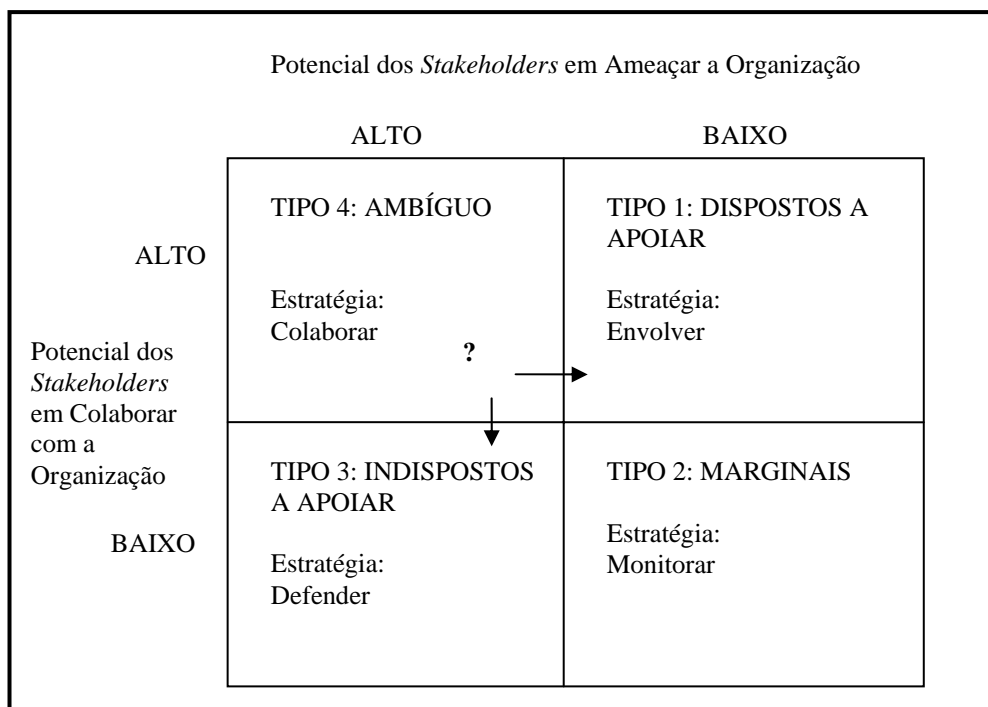 Potencial dos Stakeholders em Ameaçar a Organização
ALTO
BAIXO
TIPO 4: AMBÍGUO
Estratégia:
Colaborar
?
TIPO 1: DISPOSTOS A
APOIAR
Estratégia:
Envolver
ALTO
Potencial dos
Stakeholders
em Colaborar
com a
Organização
BAIXO
TIPO 3: INDISPOSTOS
A APOIAR
Estratégia:
Defender
TIPO 2: MARGINAIS
Estratégia:
Monitorar